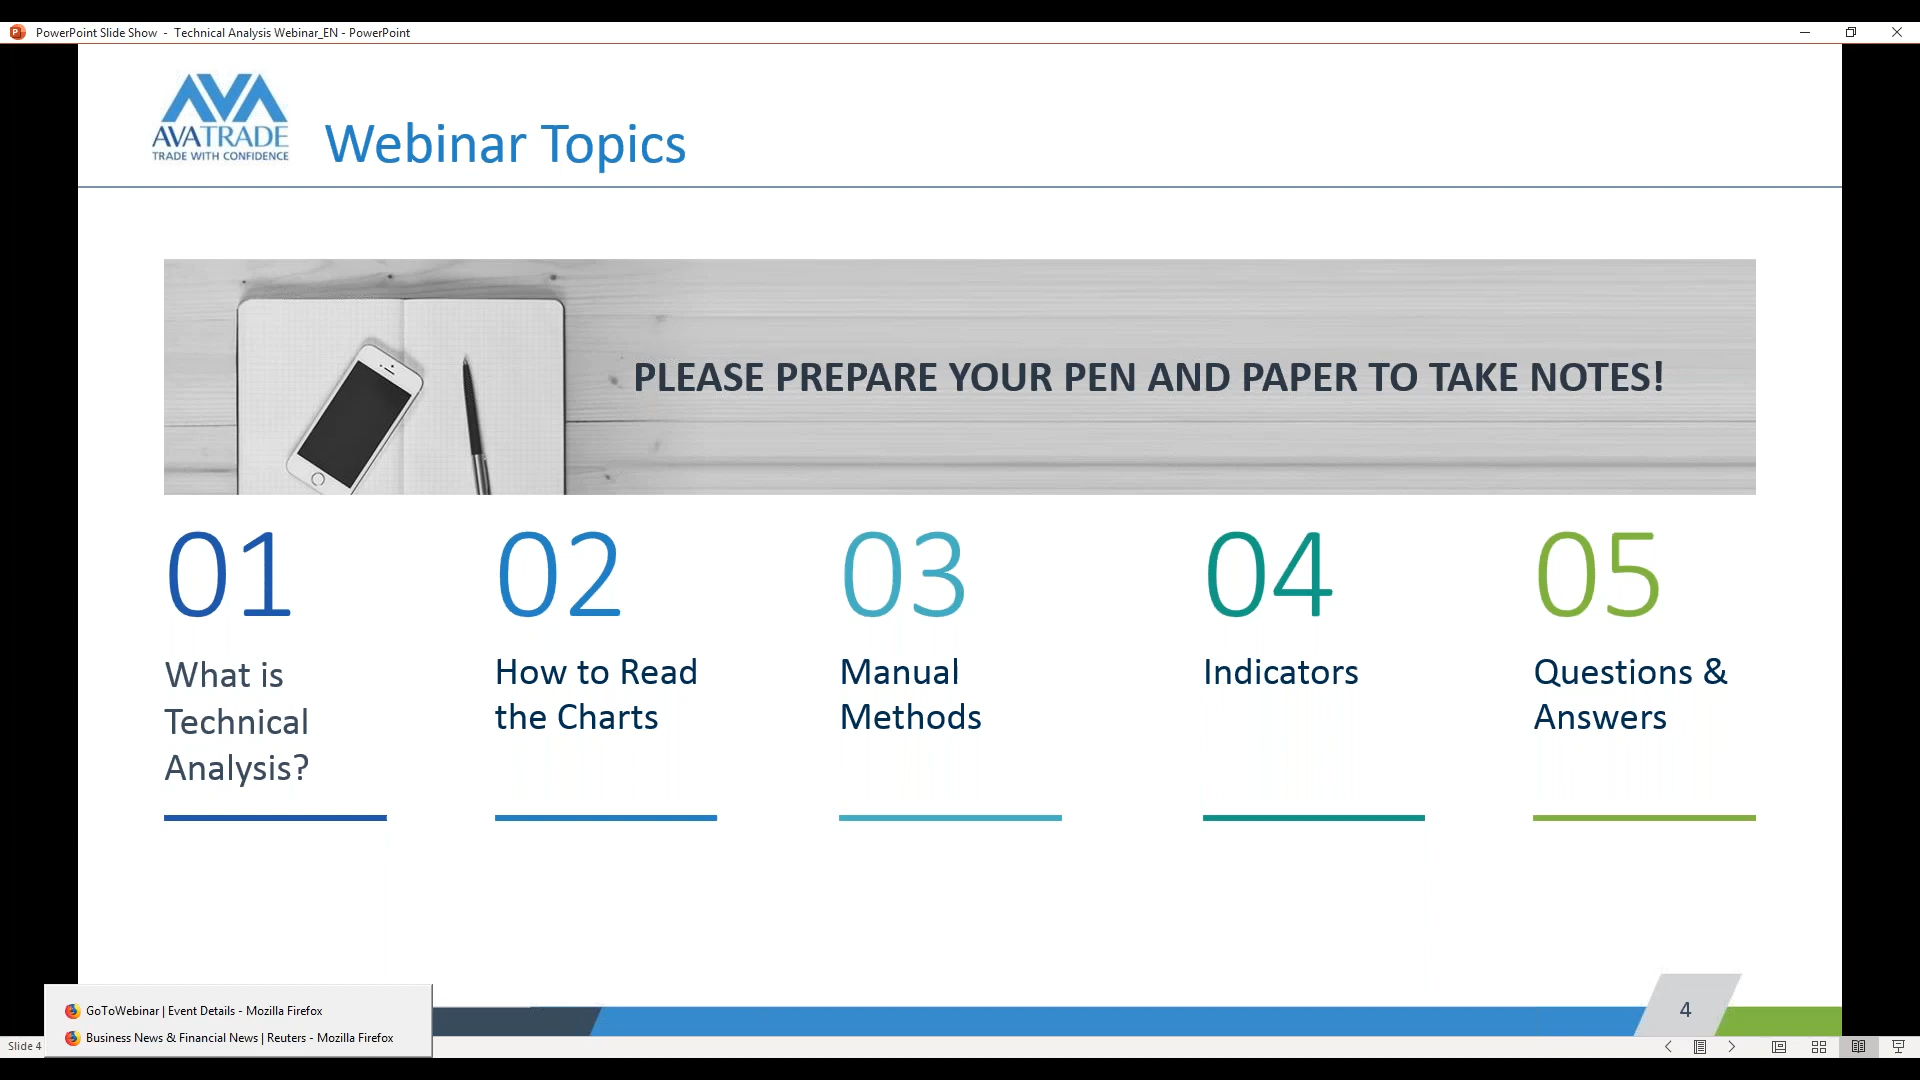 PowerPoint Slide Show - Technical Analysis Webinar_EN - PowerPoint
AVATRADE
TRADE WITH CONFIDENCE
Webinar Topics
PLEASE PREPARE YOUR PEN AND PAPER TO TAKE NOTES!
01
What is
Technical
Analysis?
02
How to Read
the Charts
03
Manual
Methods
04
Indicators
05
Questions &
Answers
4
GoToWebinar | Event Details - Mozilla Firefox
Business News & Financial News | Reuters - Mozilla Firefox
Slide 4